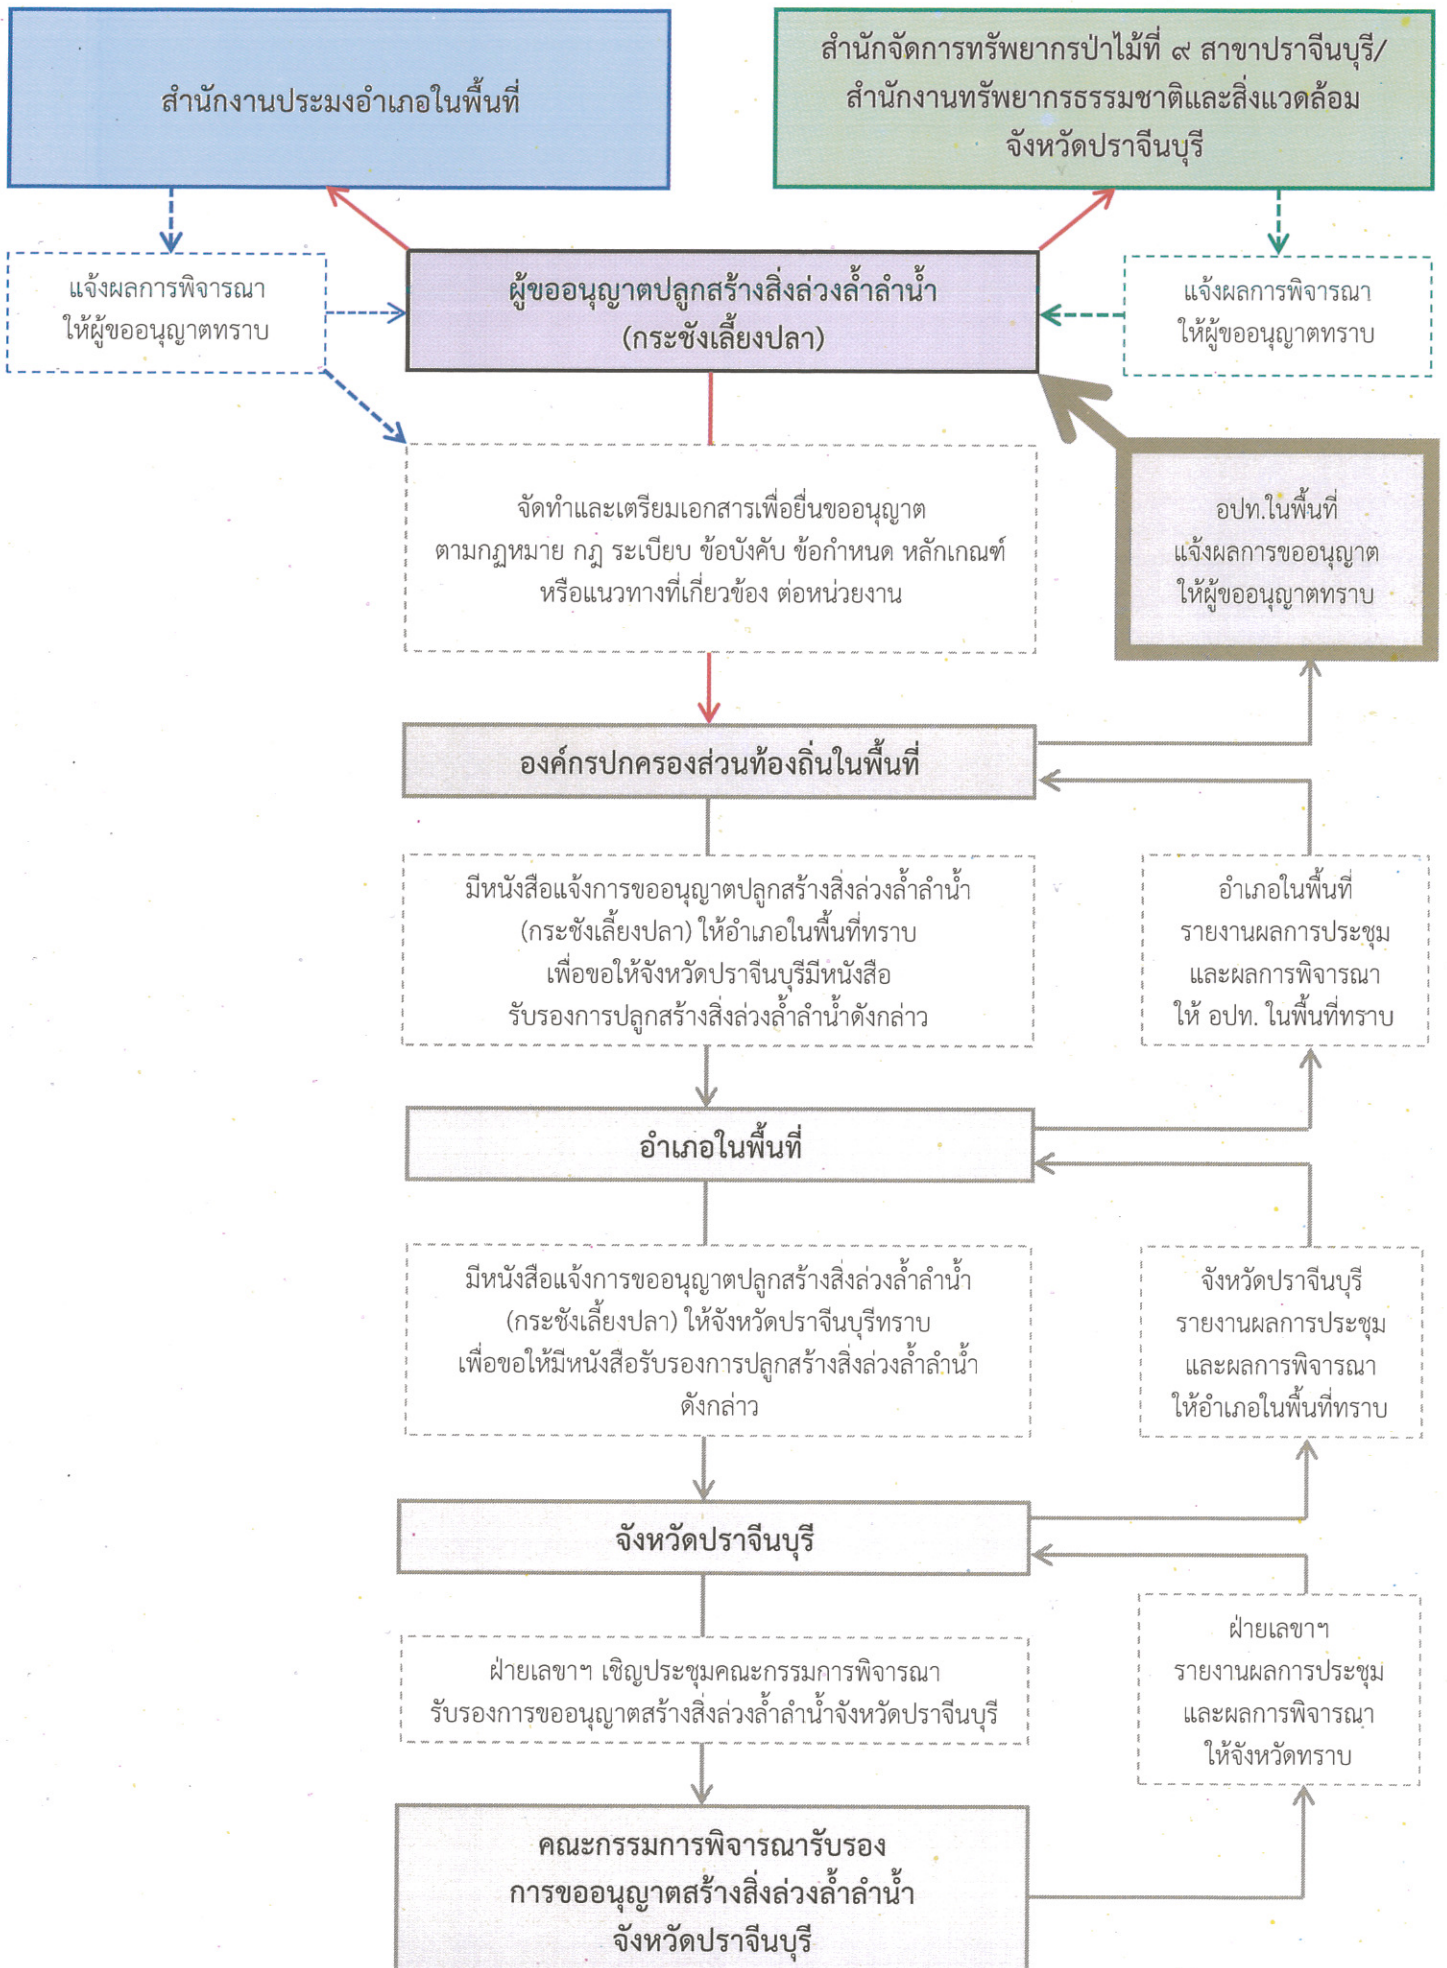 สำนักงานประมงอำเภอในพื้นที่
สำนักจัดการทรัพยากรป่าไม้ที่ ๙ สาขาปราจีนบุรี/
สำนักงานทรัพยากรธรรมชาติและสิ่งแวดล้อม
จังหวัดปราจีนบุรี
แจ้งผลการพิจารณา
ให้ผู้ขออนุญาตทราบ
ผู้ขออนุญาตปลูกสร้างสิ่งล่วงล้ำลำน้ำ
(กระชังเลี้ยงปลา)
แจ้งผลการพิจารณา
ให้ผู้ขออนุญาตทราบ
จัดทำและเตรียมเอกสารเพื่อยื่นขออนุญาต
ตามกฎหมาย กฎ ระเบียบ ข้อบังคับ ข้อกำหนด หลักเกณฑ์
หรือแนวทางที่เกี่ยวข้อง ต่อหน่วยงาน
อปท.ในพื้นที่
แจ้งผลการขออนุญาต
ให้ผู้ขออนุญาตทราบ
องค์กรปกครองส่วนท้องถิ่นในพื้นที่
มีหนังสือแจ้งการขออนุญาตปลูกสร้างสิ่งล่วงล้ำลำน้ำ
(กระชังเลี้ยงปลา) ให้อำเภอในพื้นที่ทราบ
เพื่อขอให้จังหวัดปราจีนบุรีมีหนังสือ
รับรองการปลูกสร้างสิ่งล่วงล้ำลำน้ำดังกล่าว
อำเภอในพื้นที่
รายงานผลการประชุม
และผลการพิจารณา
ให้ อปท. ในพื้นที่ทราบ
อำเภอในพื้นที่
มีหนังสือแจ้งการขออนุญาตปลูกสร้างสิ่งล่วงล้ำลำน้ำ
(กระชังเลี้ยงปลา) ให้จังหวัดปราจีนบุรีทราบ
เพื่อขอให้มีหนังสือรับรองการปลูกสร้างสิ่งล่วงล้ำลำน้ำ
ดังกล่าว
จังหวัดปราจีนบุรี
รายงานผลการประชุม
และผลการพิจารณา
ให้อำเภอในพื้นที่ทราบ
จังหวัดปราจีนบุรี
ฝ่ายเลขาฯ เชิญประชุมคณะกรรมการพิจารณา
รับรองการขออนุญาตสร้างสิ่งล่วงล้ำลำน้ำจังหวัดปราจีนบุรี
ฝ่ายเลขาฯ
รายงานผลการประชุม
และผลการพิจารณา
ให้จังหวัดทราบ
คณะกรรมการพิจารณารับรอง
การขออนุญาตสร้างสิ่งล่วงล้ำลำน้ำ
จังหวัดปราจีนบุรี